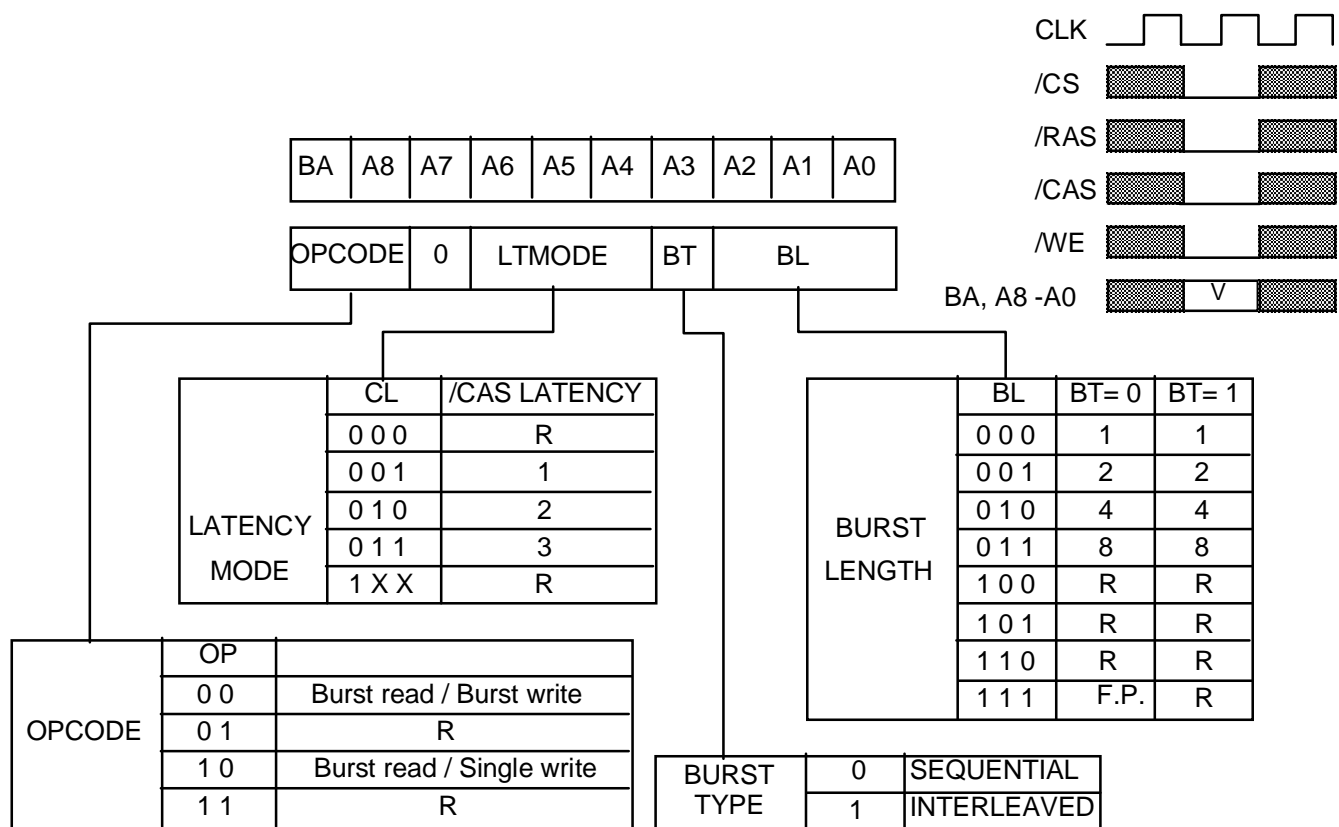 CLK
/CS
/RAS
/CAS
/WE
BA, A8 -A0 V
BA A8 A7 A6 A5 A4 A3 A2 A1 A0
OPCODE 0 LTMODE BT BL
LATENCY
MODE
CL /CAS LATENCY
0 0 0 R
0 0 1 1
0 1 0 2
0 1 1 3
1 X X R
BURST
LENGTH
BL BT= 0 BT= 1
0 0 0 1 1
0 0 1 2 2
0 1 0 4 4
0 1 1 8 8
1 0 0 R R
1 0 1 R R
1 1 0 R R
1 1 1 F.P. R
OPCODE
OP
0 0 Burst read / Burst write
0 1 R
1 0 Burst read / Single write
1 1 R
BURST
TYPE
0 SEQUENTIAL
1 INTERLEAVED